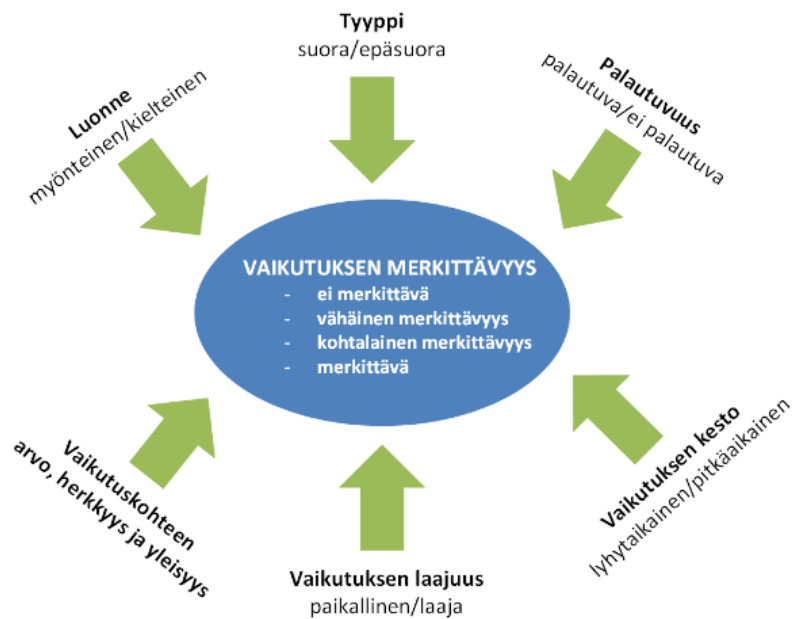 Tyyppi
suora/epäsuora
Luonne
myönteinen/kielteinen
Palautuvuus
palautuva/ei palautuva
VAIKUTUKSEN MERKITTÄVYYS
- ei merkittävä
- vähäinen merkittävyys
- kohtalainen merkittävyys
- merkittävä
Vaikutuskohteen
arvo, herkkyys ja yleisyys
Vaikutuksen laajuus
paikallinen/laaja
Vaikutuksen kesto
lyhytaikainen/pitkäaikainen